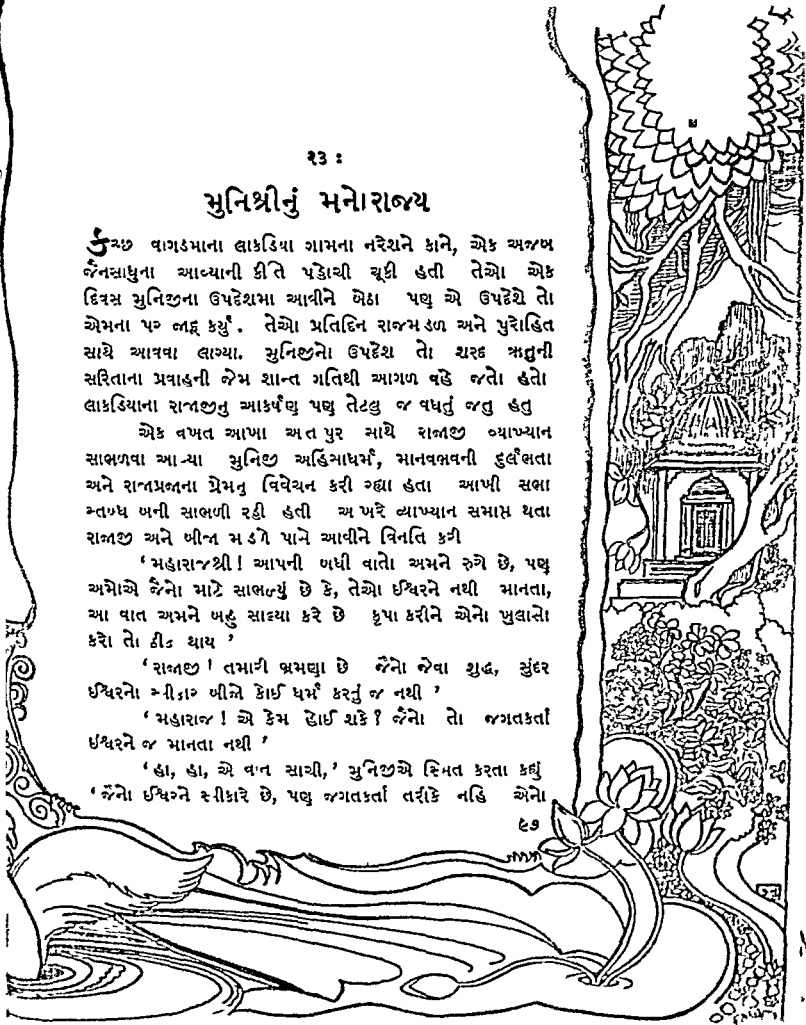 ૨૩ :
મુનિશ્રીનું મનોરાજ્ય
કચ્છ વાગડમાના લાકડિયા ગામના નરેશને કાને, એક અજબ
જૈનસાધુના આવ્યાની કીર્તિ પહોચી ચૂકી હતી તેઓ એક
દિવસ મુનિજીના ઉપદેશમા આવીને બેઠા પણ એ ઉપદેશે તો
એમના પર જાદૂ કર્યું. તેઓ પ્રતિદિન રાજમડળ અને પુરોહિત
સાથે આવવા લાગ્યા. મુનિજીનો ઉપદેશ તો શરદ ઋતુની
સરિતાના પ્રવાહની જેમ શાન્ત ગતિથી આગળ વહે જતો હતો
લાકડિયાના રાજાજીનુ આકર્ષણ પણ તેટલુ જ વધતું જતુ હતુ
એક વખત આખા અતપુર સાથે રાજાજી વ્યાખ્યાન
સાભળવા આવ્યા મુનિજી અહિંસાધર્મ, માનવભવની દુર્લભતા
અને રાજાપ્રજાના પ્રેમનુ વિવેચન કરી રહ્યા હતા આખી સભા
સ્તબ્ધ બની સાભળી રહી હતી અખરે વ્યાખ્યાન સમાપ્ત થતા
રાજાજી અને બીજા મડળે પાસે આવીને વિનતિ કરી
‘મહારાજશ્રી! આપની બધી વાતો અમને રુચે છે, પણ
અમોએ જૈનો માટે સાભળ્યું છે કે, તેઓ ઈશ્વરને નથી માનતા,
આ વાત અમને બહુ સાલ્યા કરે છે કૃપા કરીને એનો ખુલાસો
કરો તો ઠીક થાય ’
‘રાજાજી! તમારી ભ્રમણા છે જૈનો જેવા શુદ્ધ, સુંદર
ઈશ્વરનો સ્વીકાર બીજો કોઈ ધર્મ કરતું જ નથી ’
‘મહારાજ! એ કેમ હોઈ શકે? જૈનો તો જગતકર્તા
ઈશ્વરને જ માનતા નથી ’
‘હા, હા, એ વાત સાચી,’ મુનિજીએ સ્મિત કરતા કહ્યું
‘જૈનો ઈશ્વરને સ્વીકારે છે, પણ જગતકર્તા તરીકે નહિ એનો
૯૭